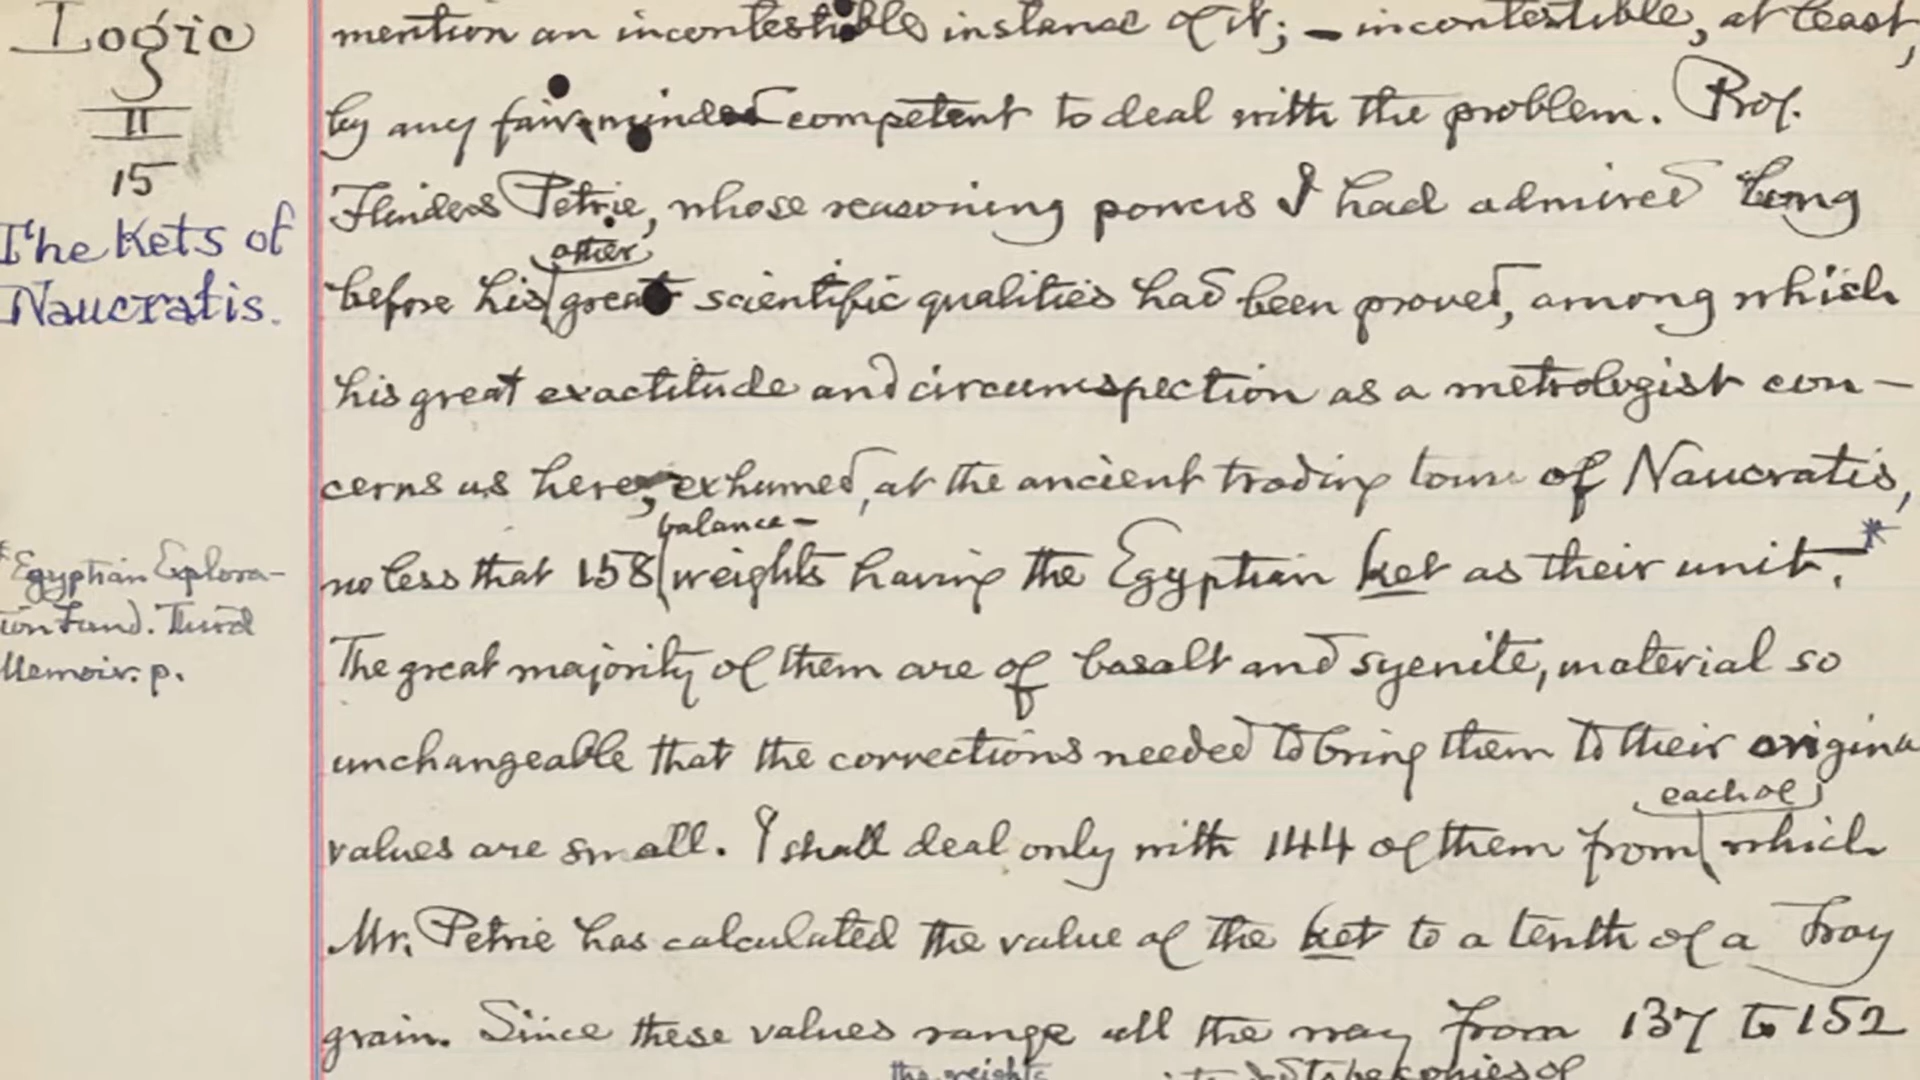 Logic
II
15
The Kets of
Naucratis.
* Egyptian Explora-
tion Fund. Third
Memoir. p.
mention an incontestible instance of it; – incontestible, at least,
by any fair minded competent to deal with the problem. Prof.
Flinders Petrie, whose reasoning powers I had admired long
other
before his great scientific qualities had been proved, among which
his great exactitude and circumspection as a metrologist con-
cerns us here, exhumed, at the ancient trading town of Naucratis,
balance-
no less that 158 weights having the Egyptian ket as their unit.*
The great majority of them are of basalt and syenite, material so
unchangeable that the corrections needed to bring them to their origina
each of
values are small. I shall deal only with 144 of them from which
Mr. Petrie has calculated the value of the ket to a tenth of a Troy
grain. Since these values range all the way from 137 to 152
the weights to be copies of